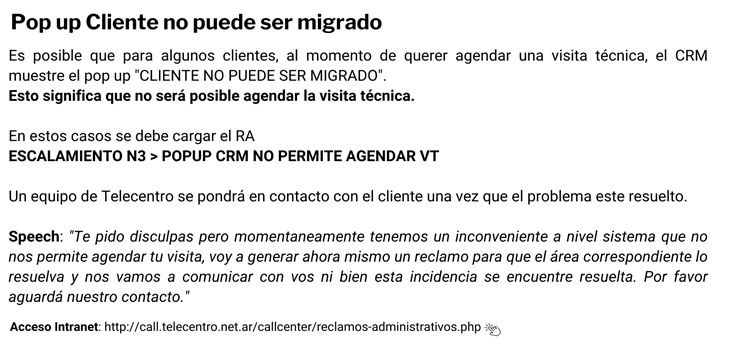 Pop up Cliente no puede ser migrado
Es posible que para algunos clientes, al momento de querer agendar una visita técnica, el CRM
muestre el pop up "CLIENTE NO PUEDE SER MIGRADO".
Esto significa que no será posible agendar la visita técnica.
En estos casos se debe cargar el RA
ESCALAMIENTO N3 > POPUP CRM NO PERMITE AGENDAR VT
Un equipo de Telecentro se pondrá en contacto con el cliente una vez que el problema este resuelto.
Speech: "Te pido disculpas pero momentaneamente tenemos un inconveniente a nivel sistema que no
nos permite agendar tu visita, voy a generar ahora mismo un reclamo para que el área correspondiente lo
resuelva y nos vamos a comunicar con vos ni bien esta incidencia se encuentre resuelta. Por favor
aguardá nuestro contacto."
Acceso Intranet: http://call.telecentro.net.ar/callcenter/reclamos-administrativos.php